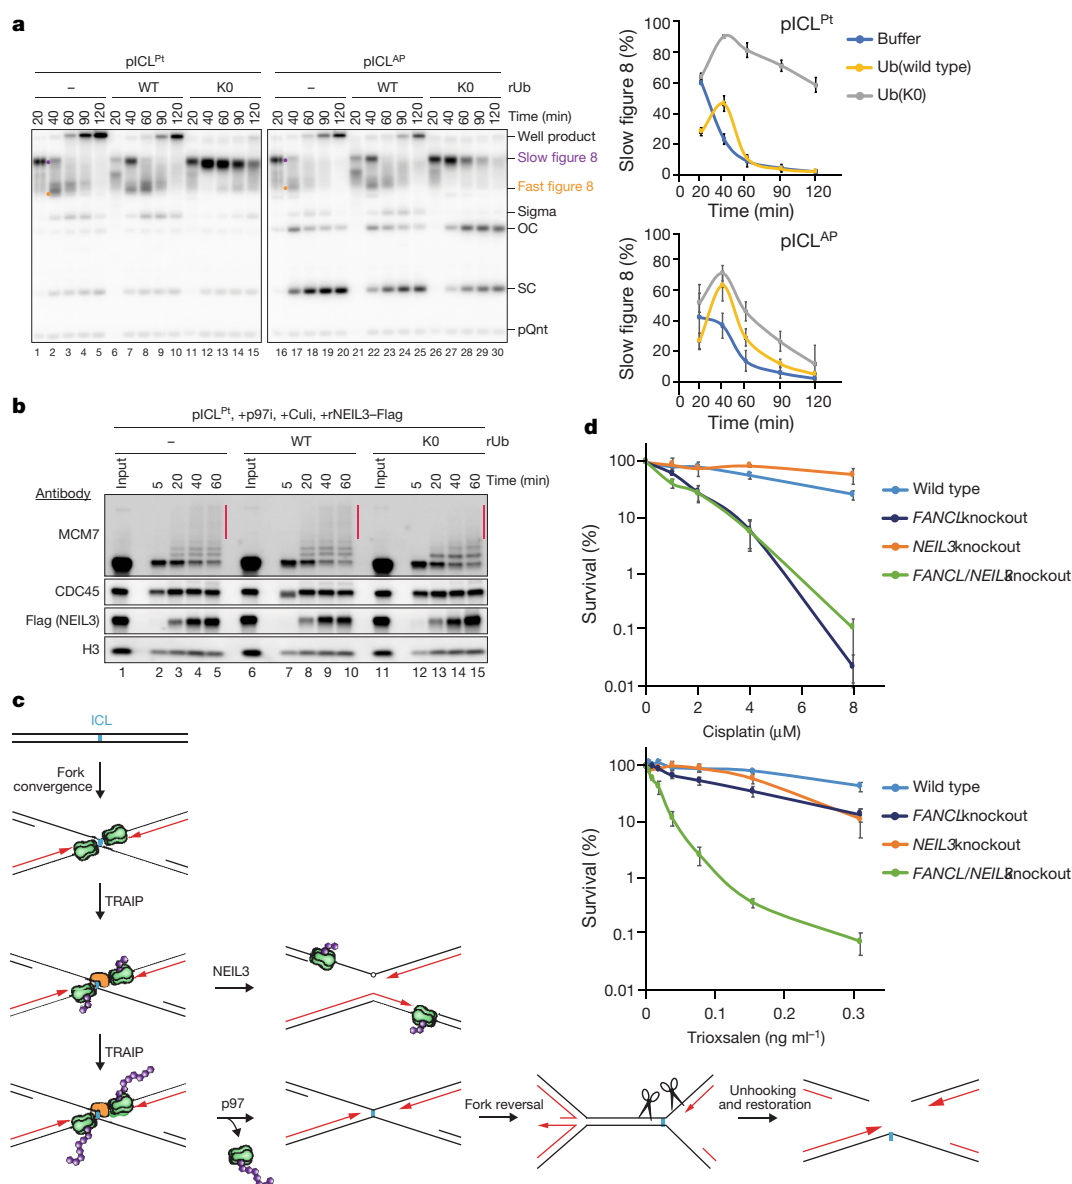 a
pICLPt
pICLAP
– WT K0 – WT K0 rUb
20 40 60 90 120 20 40 60 90 120 20 40 60 90 120 20 40 60 90 120 20 40 60 90 120 20 40 60 90 120 Time (min)
Well product
Slow figure 8
Fast figure 8
Sigma
OC
SC
pQnt
1 2 3 4 5 6 7 8 9 10 11 12 13 14 15 16 17 18 19 20 21 22 23 24 25 26 27 28 29 30
pICLPt
Slow figure 8 (%)
100
80
60
40
20
0
0 20 40 60 90 120
Time (min)
Buffer
Ub(wild type)
Ub(K0)
pICLAP
Slow figure 8 (%)
100
80
60
40
20
0
0 20 40 60 90 120
Time (min)
b
pICLPt, +p97i, +Culi, +rNEIL3–Flag
– WT K0 rUb
Input 5 20 40 60 Input 5 20 40 60 Input 5 20 40 60 Time (min)
Antibody
MCM7
CDC45
Flag (NEIL3)
H3
1 2 3 4 5 6 7 8 9 10 11 12 13 14 15
c
ICL
Fork
convergence
TRAIP
NEIL3
TRAIP
p97
Fork reversal
Unhooking
and restoration
d
Survival (%)
100
10
1
0.1
0.01
0 2 4 6 8
Cisplatin (μM)
Wild type
FANCL knockout
NEIL3 knockout
FANCL/NEIL3 knockout
Survival (%)
100
10
1
0.1
0.01
0 0.1 0.2 0.3
Trioxsalen (ng ml–1)
Wild type
FANCL knockout
NEIL3 knockout
FANCL/NEIL3 knockout